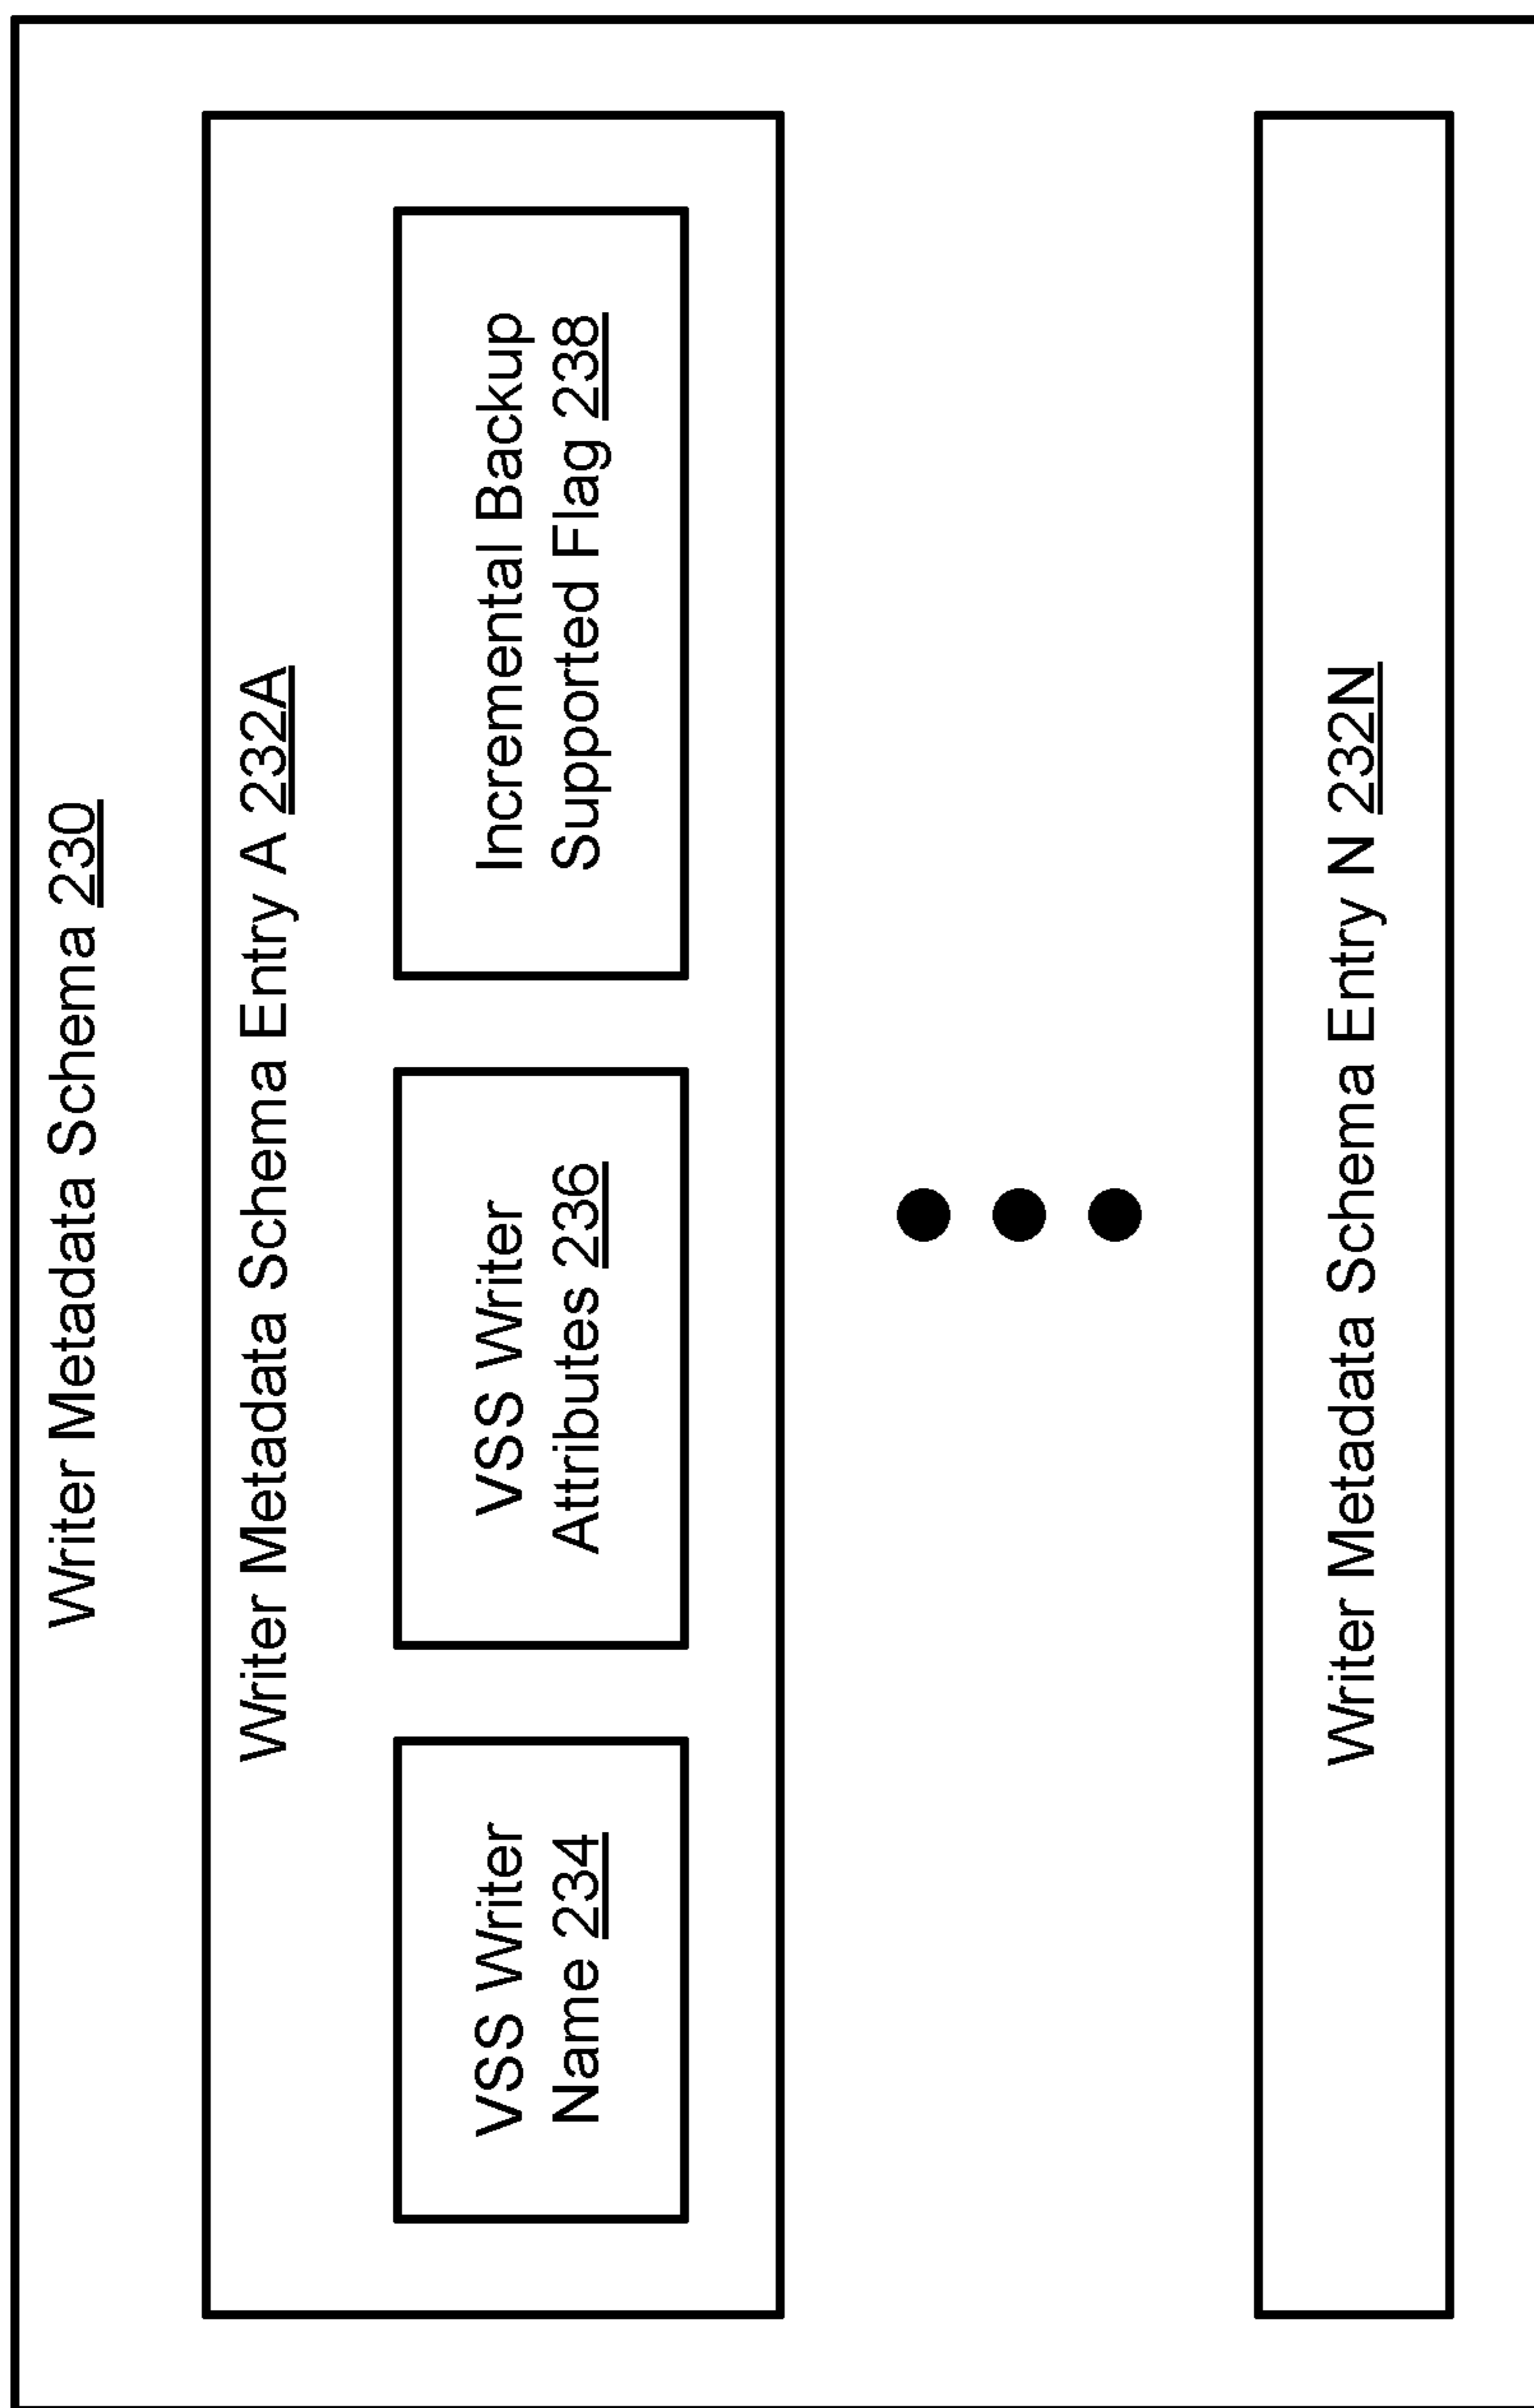 Writer Metadata Schema 230
Writer Metadata Schema Entry A 232A
VSS Writer
Name 234
VSS Writer
Attributes 236
Incremental Backup
Supported Flag 238
Writer Metadata Schema Entry N 232N